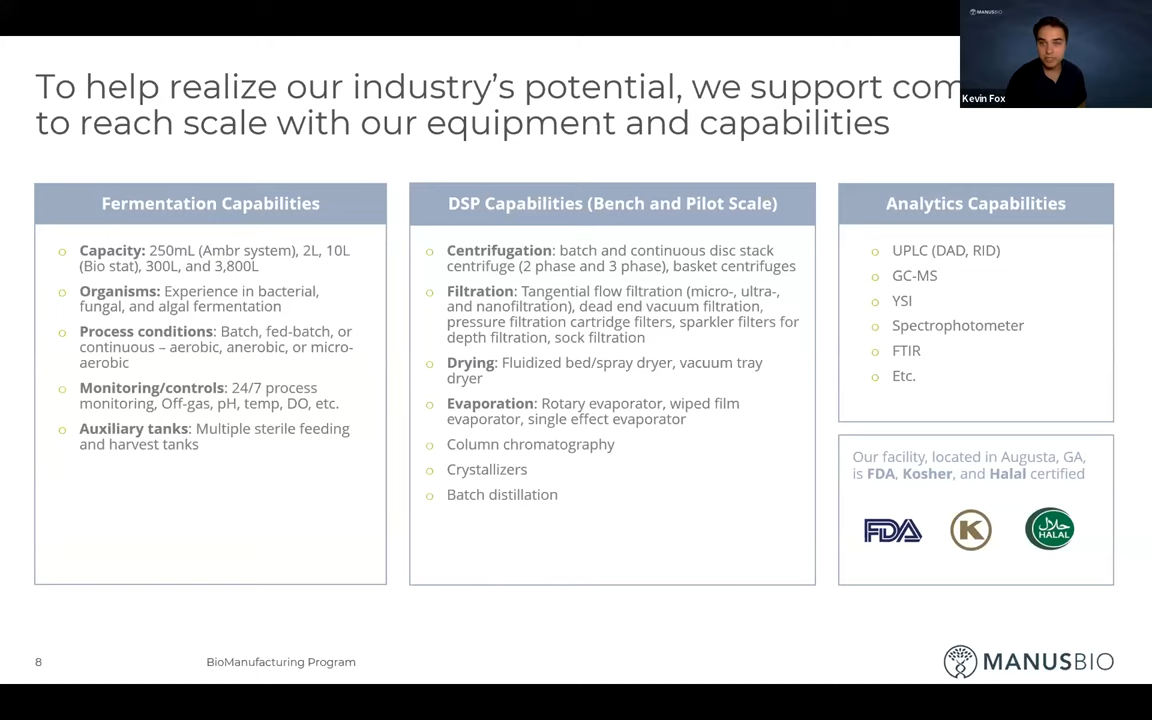 MANUSBIO
Kevin Fox
To help realize our industry's potential, we support com
to reach scale with our equipment and capabilities
Fermentation Capabilities
o Capacity: 250mL (Ambr system), 2L, 10L
(Bio stat), 300L, and 3,800L
o Organisms: Experience in bacterial,
fungal, and algal fermentation
o Process conditions: Batch, fed-batch, or
continuous – aerobic, anerobic, or micro-
aerobic
o Monitoring/controls: 24/7 process
monitoring, Off-gas, pH, temp, DO, etc.
o Auxiliary tanks: Multiple sterile feeding
and harvest tanks
DSP Capabilities (Bench and Pilot Scale)
o Centrifugation: batch and continuous disc stack
centrifuge (2 phase and 3 phase), basket centrifuges
o Filtration: Tangential flow filtration (micro-, ultra-,
and nanofiltration), dead end vacuum filtration,
pressure filtration cartridge filters, sparkler filters for
depth filtration, sock filtration
o Drying: Fluidized bed/spray dryer, vacuum tray
dryer
o Evaporation: Rotary evaporator, wiped film
evaporator, single effect evaporator
o Column chromatography
o Crystallizers
o Batch distillation
Analytics Capabilities
o UPLC (DAD, RID)
o GC-MS
o YSI
o Spectrophotometer
o FTIR
o Etc.
Our facility, located in Augusta, GA,
is FDA, Kosher, and Halal certified
FDA
K
حلال
HALAL
8
BioManufacturing Program
MANUSBIO